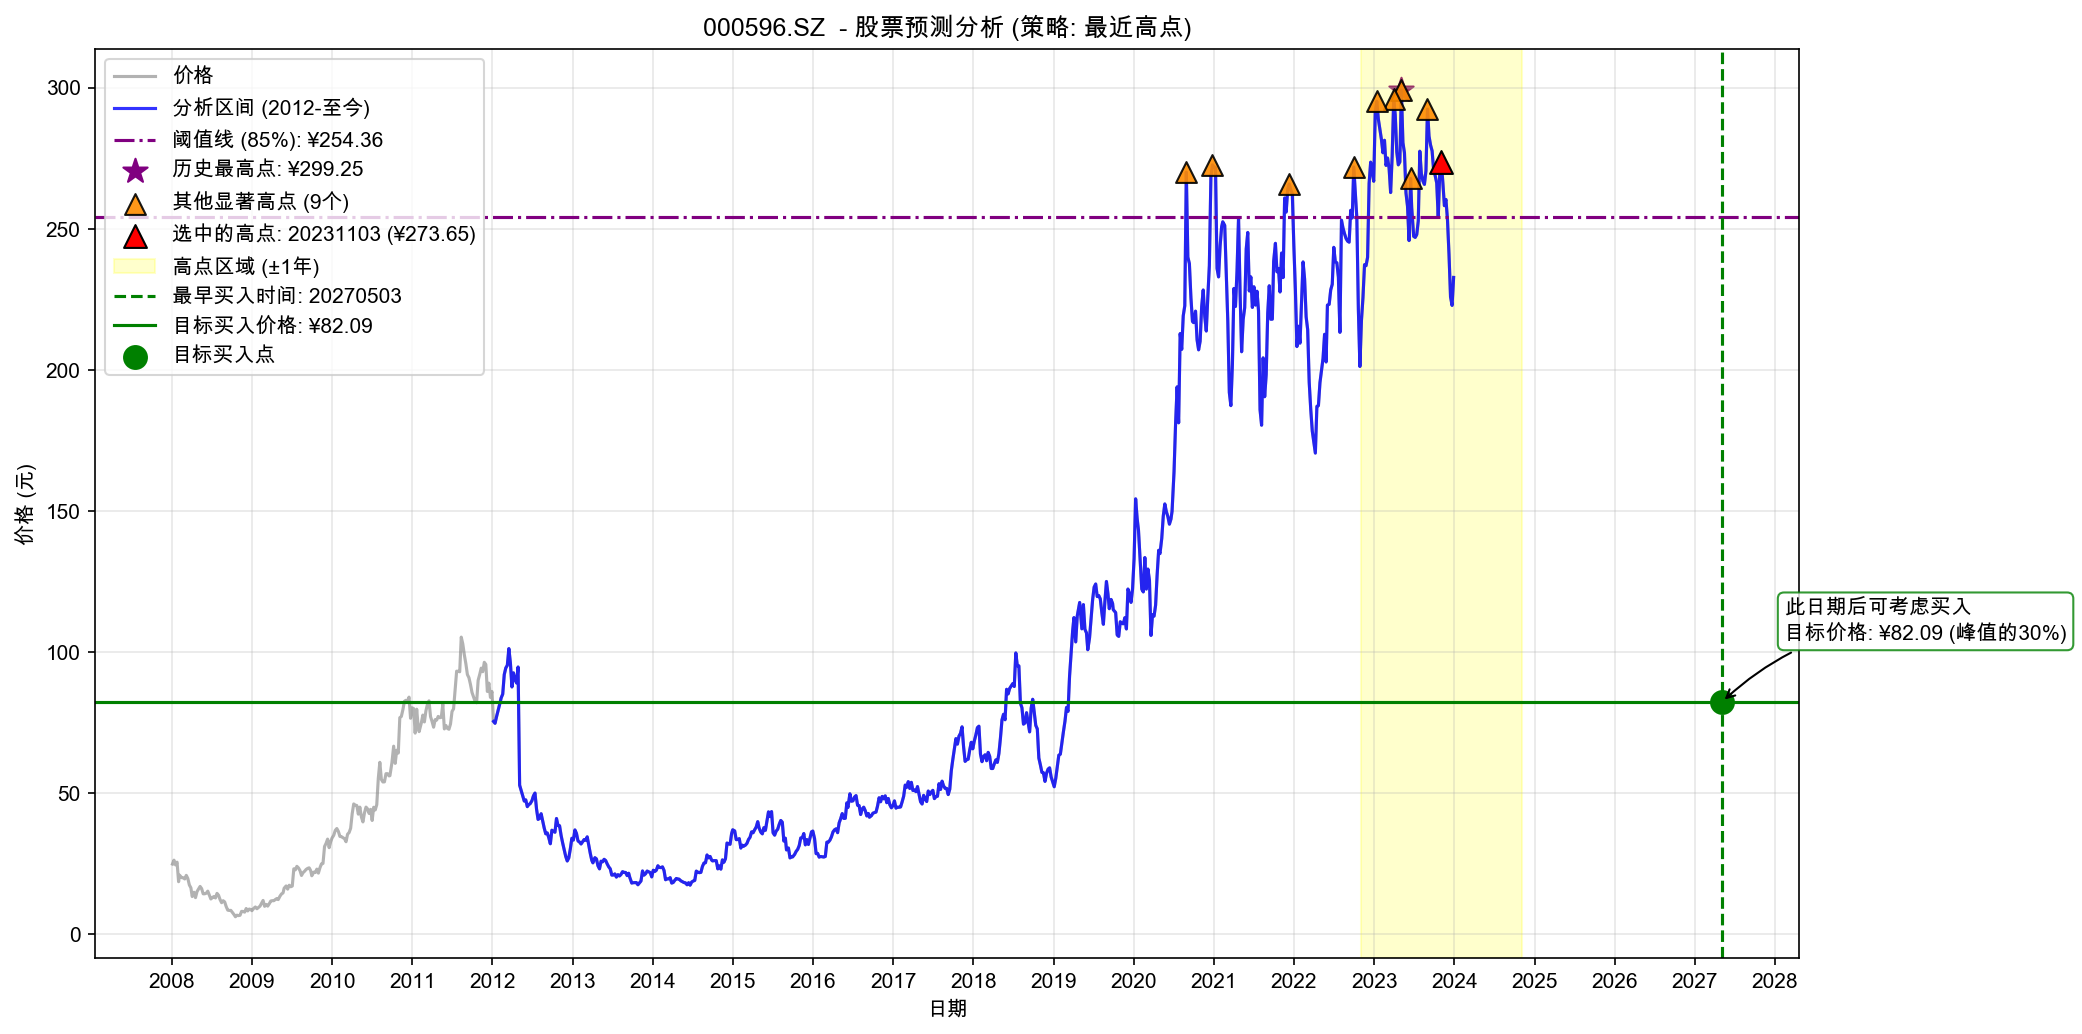 000596.SZ - 股票预测分析 (策略: 最近高点)
价格
分析区间 (2012-至今)
阈值线 (85%): ¥254.36
历史最高点: ¥299.25
其他显著高点 (9个)
选中的高点: 20231103 (¥273.65)
高点区域 (±1年)
最早买入时间: 20270503
目标买入价格: ¥82.09
目标买入点
300
250
200
150
100
50
0
价格 (元)
此日期后可考虑买入
目标价格: ¥82.09 (峰值的30%)
2008 2009 2010 2011 2012 2013 2014 2015 2016 2017 2018 2019 2020 2021 2022 2023 2024 2025 2026 2027 2028
日期